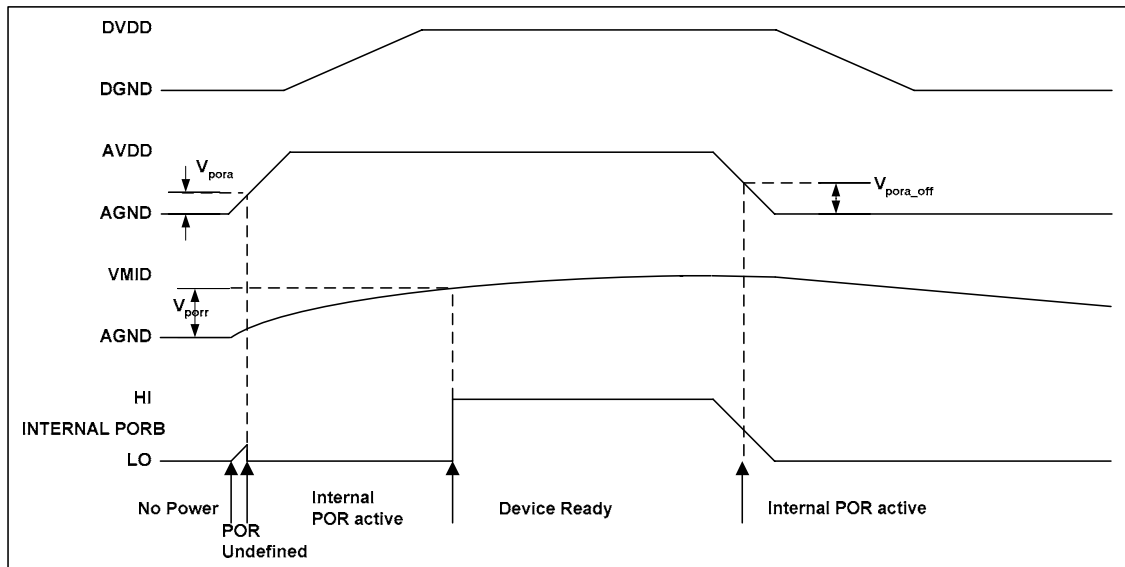 DVDD
DGND
AVDD
Vpora
Vpora_off
AGND
VMID
Vporr
AGND
HI
INTERNAL PORB
LO
No Power
POR
Undefined
Internal
POR active
Device Ready
Internal POR active